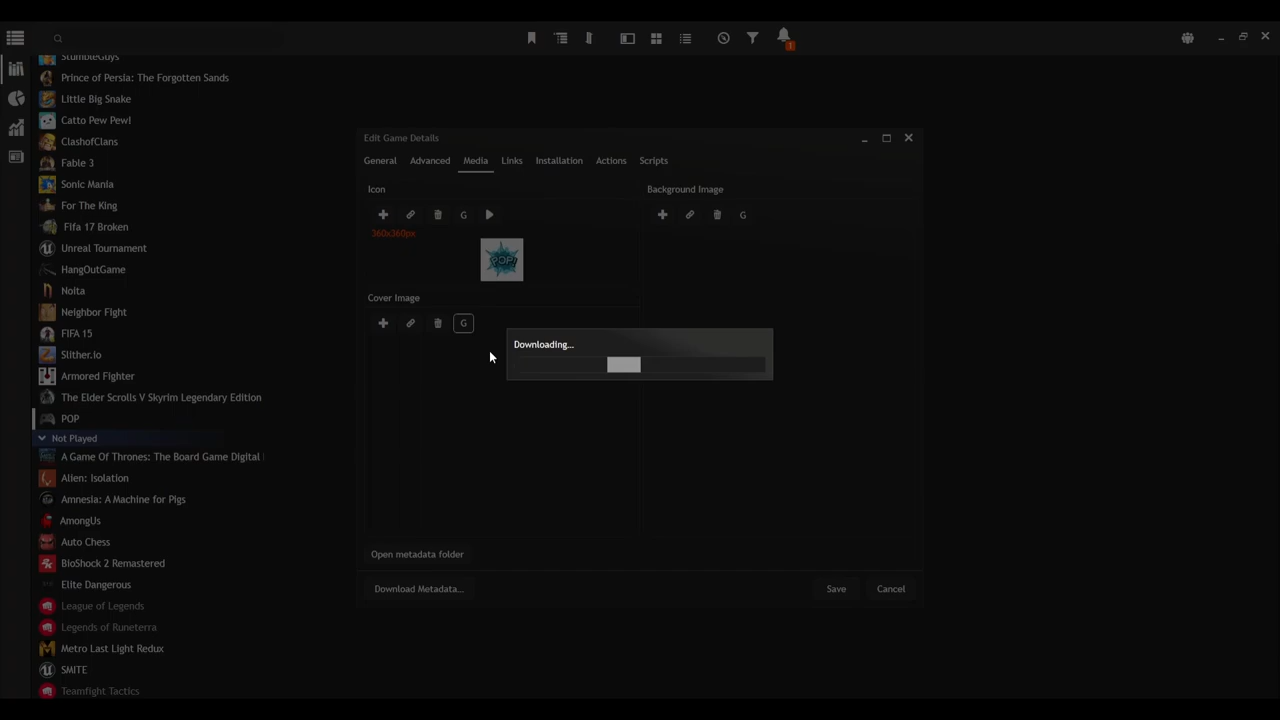 1
StumbleGuys
Prince of Persia: The Forgotten Sands
Little Big Snake
Catto Pew Pew!
ClashofClans
Fable 3
Sonic Mania
For The King
Fifa 17 Broken
Unreal Tournament
HangOutGame
Noita
Neighbor Fight
FIFA 15
Slither.io
Armored Fighter
The Elder Scrolls V Skyrim Legendary Edition
POP
Not Played
A Game Of Thrones: The Board Game Digital
Alien: Isolation
Amnesia: A Machine for Pigs
AmongUs
Auto Chess
BioShock 2 Remastered
Elite Dangerous
League of Legends
Legends of Runeterra
Metro Last Light Redux
SMITE
Teamfight Tactics
Edit Game Details
General Advanced Media Links Installation Actions Scripts
Icon
G
360x360px
POP!
Cover Image
G
Background Image
G
Downloading...
Open metadata folder
Download Metadata...
Save
Cancel